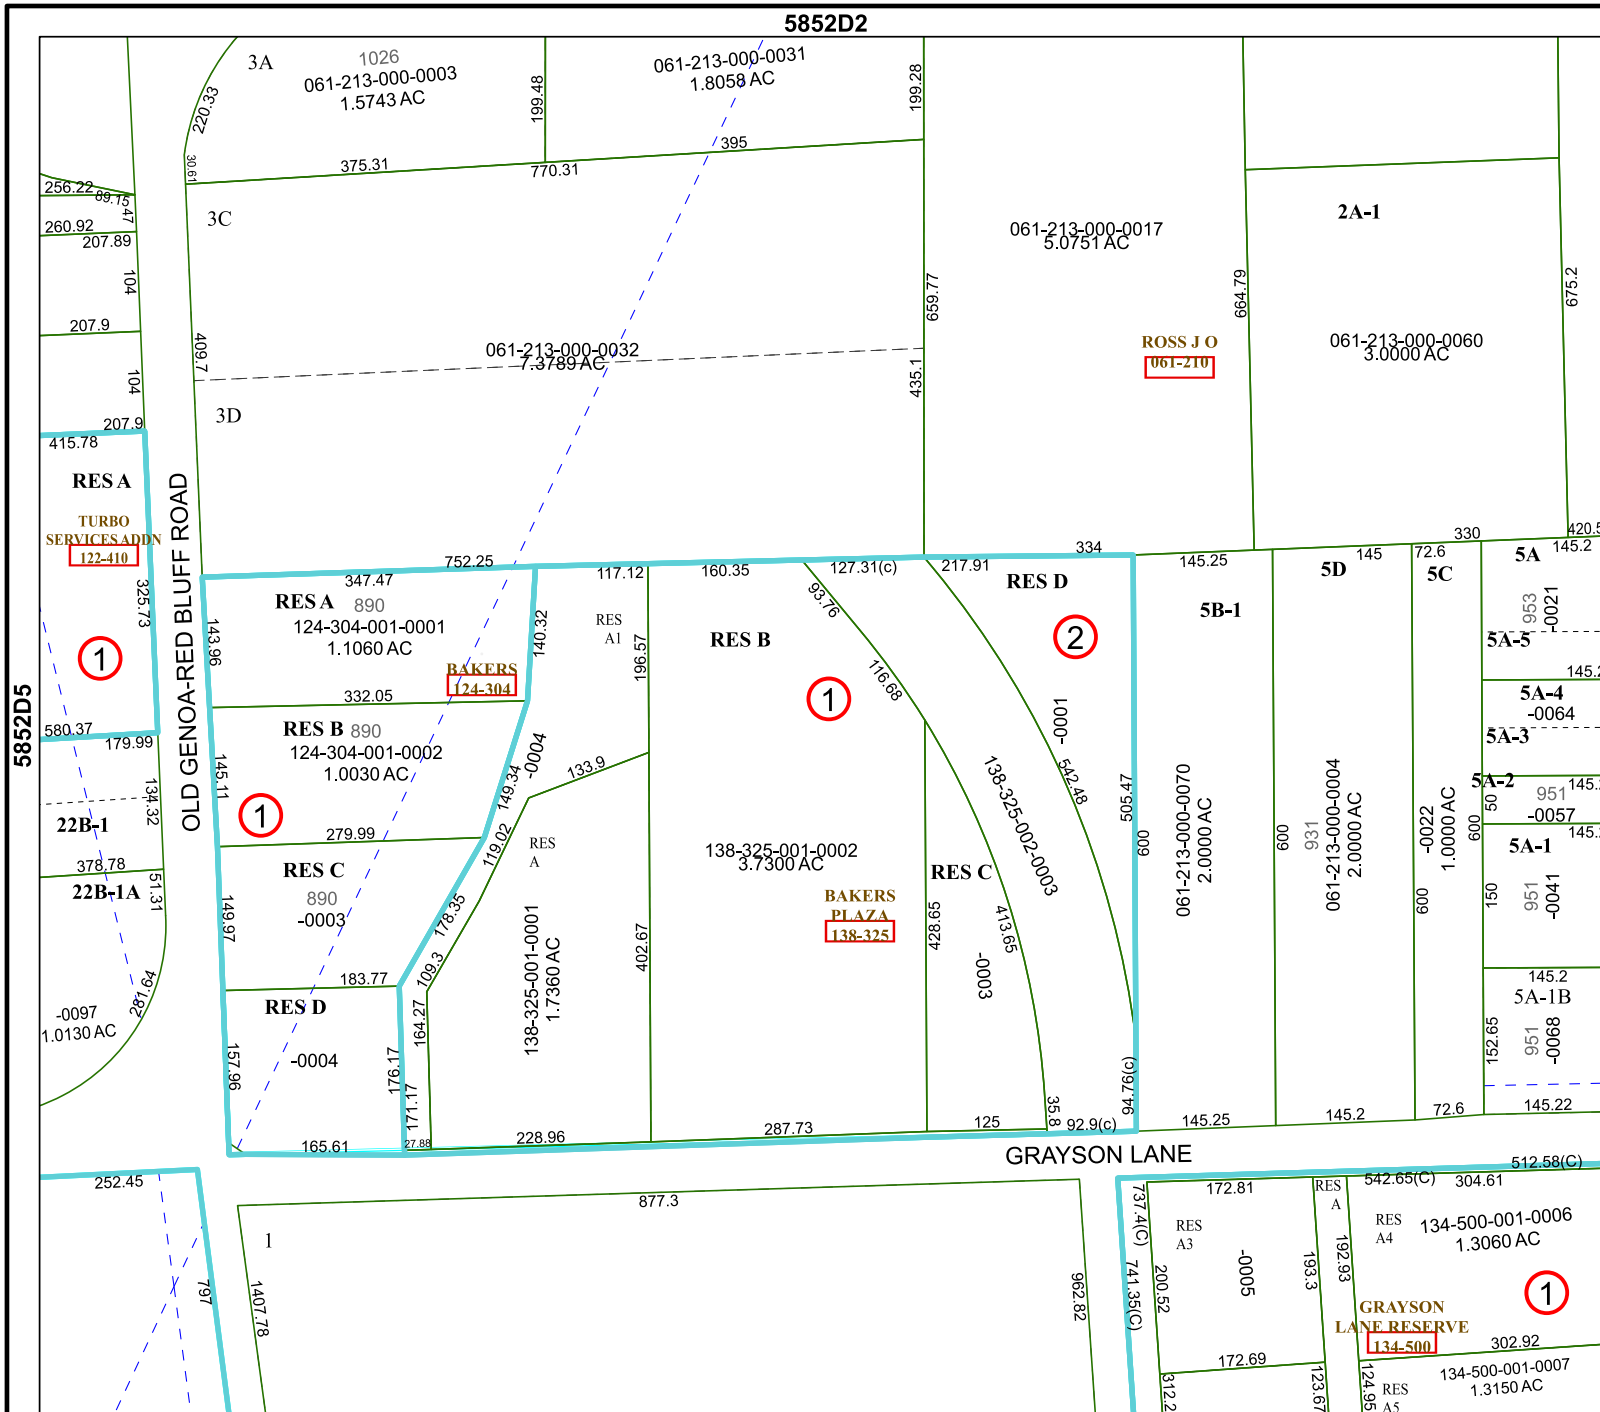 5852D2
3A
1026
061-213-000-0003
1.5743 AC
220.33
30.61
199.48
061-213-000-0031
1.8058 AC
199.28
375.31
770.31
395
256.22
89.15
47
260.92
207.89
104
207.9
104
207.9
415.78
3C
409.7
061-213-000-0032
7.3789 AC
3D
659.77
435.1
061-213-000-0017
5.0751 AC
664.79
2A-1
675.2
ROSS J O
061-210
061-213-000-0060
3.0000 AC
RES A
TURBO
SERVICES ADDN
122-410
325.73
1
580.37
179.99
5852D5
OLD GENOA-RED BLUFF ROAD
134.32
22B-1
378.78
51.31
22B-1A
281.64
-0097
1.0130 AC
752.25
347.47
RES A
890
124-304-001-0001
1.1060 AC
143.96
140.32
BAKERS
124-304
332.05
RES B
890
124-304-001-0002
1.0030 AC
145.11
149.34
-0004
1
279.99
RES C
890
-0003
149.97
178.35
183.77
RES D
-0004
157.96
176.17
165.61
117.12
RES
A1
196.57
133.9
119.02
RES
A
109.3
164.27
171.17
27.88
138-325-001-0001
1.7360 AC
402.67
228.96
160.35
127.31(c)
93.76
RES B
116.68
1
138-325-001-0002
3.7300 AC
BAKERS
PLAZA
138-325
287.73
RES C
428.65
413.65
-0003
125
35.8
217.91
334
RES D
2
-0001
542.48
138-325-002-0003
505.47
94.76(c)
92.9(c)
GRAYSON LANE
145.25
5B-1
600
061-213-000-0070
2.0000 AC
145.25
145
5D
600
931
061-213-000-0004
2.0000 AC
145.2
72.6
5C
-0022
1.0000 AC
600
600
72.6
330
420.5
5A
145.2
953
-0021
5A-5
145.2
5A-4
-0064
5A-3
5A-2
145.2
50
951
-0057
145.2
5A-1
150
951
-0041
145.2
5A-1B
152.65
951
-0068
145.22
512.58(C)
252.45
797
877.3
1
1407.78
962.82
737.4(C)
741.35(C)
172.81
RES
A3
200.52
-0005
193.3
172.69
312.2
123.67
RES
A
192.93
542.65(C)
304.61
RES
A4
134-500-001-0006
1.3060 AC
1
GRAYSON
LANE RESERVE
134-500
302.92
134-500-001-0007
1.3150 AC
124.95
RES
A5